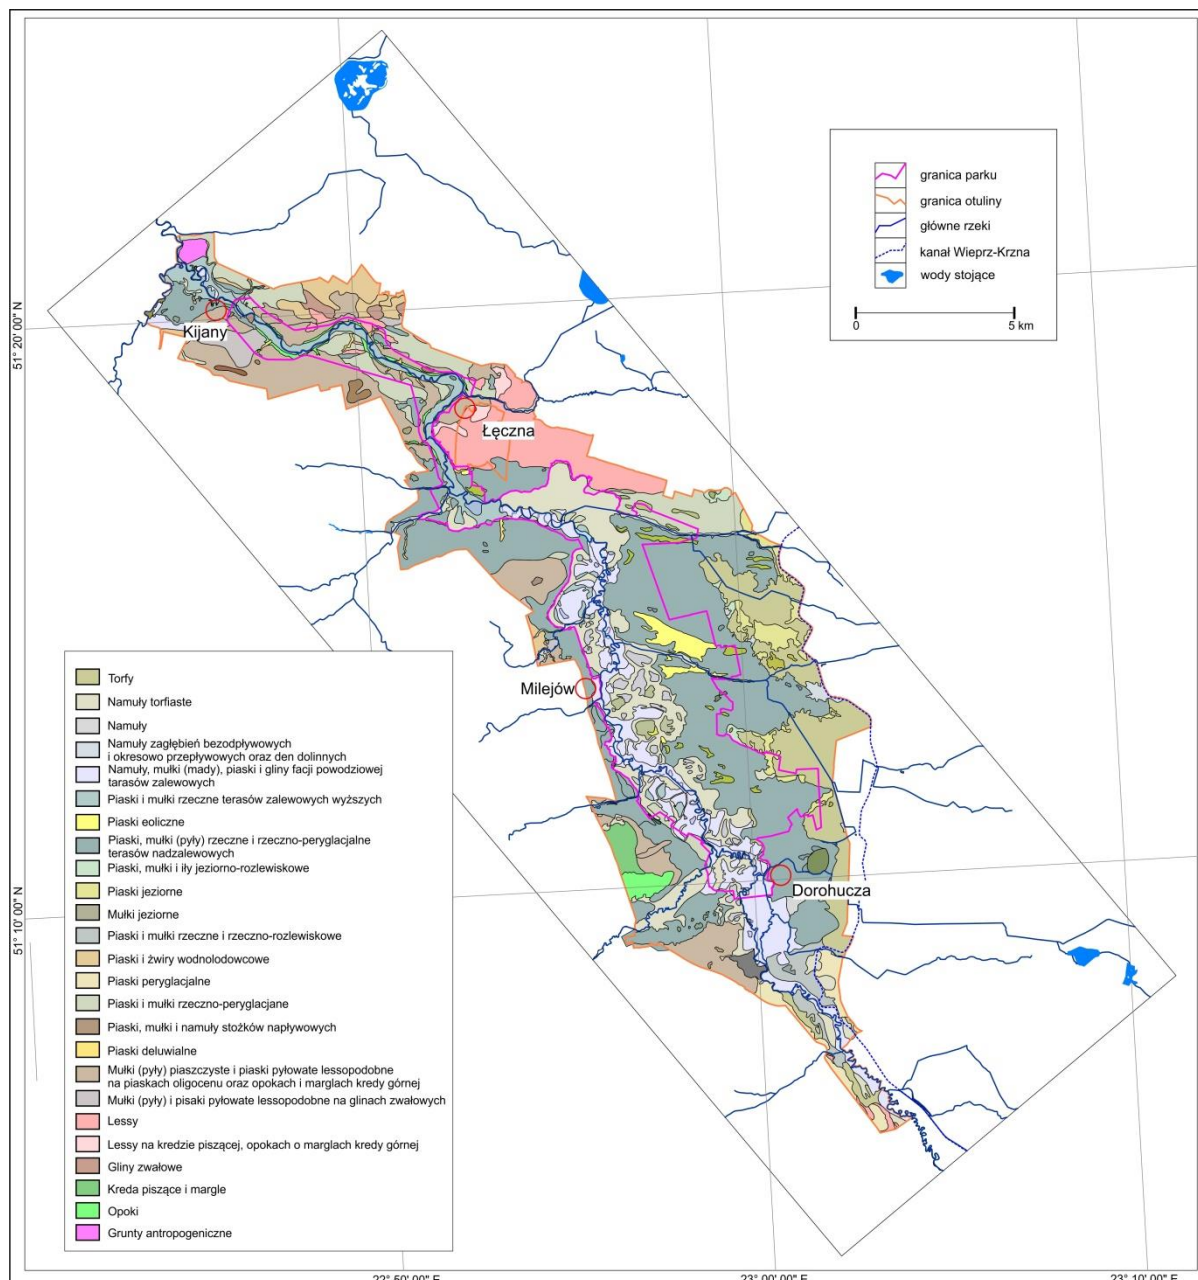 granica parku
granica otuliny
główne rzeki
kanał Wieprz-Krzna
wody stojące
0 5 km
51° 20' 00'' N
Kijany
Łęczna
Milejów
Dorohucza
51° 10' 00'' N
Torfy
Namuły torfiaste
Namuły
Namuły zagłębień bezodpływowych
i okresowo przepływowych oraz den dolinnych
Namuły, mułki (mady), piaski i gliny facji powodziowej
tarasów zalewowych
Piaski i mułki rzeczne terasów zalewowych wyższych
Piaski eoliczne
Piaski, mułki (pyły) rzeczne i rzeczno-peryglacjalne
terasów nadzalewowych
Piaski, mułki i iły jeziorno-rozlewiskowe
Piaski jeziorne
Mułki jeziorne
Piaski i mułki rzeczne i rzeczno-rozlewiskowe
Piaski i żwiry wodnolodowcowe
Piaski peryglacjalne
Piaski i mułki rzeczno-peryglacjane
Piaski, mułki i namuły stożków napływowych
Piaski deluwialne
Mułki (pyły) piaszczyste i piaski pyłowate lessopodobne
na piaskach oligocenu oraz opokach i marglach kredy górnej
Mułki (pyły) i pisaki pyłowate lessopodobne na glinach zwałowych
Lessy
Lessy na kredzie piszącej, opokach o marglach kredy górnej
Gliny zwałowe
Kreda piszące i margle
Opoki
Grunty antropogeniczne
22° 50' 00'' E
23° 00' 00'' E
23° 10' 00'' E